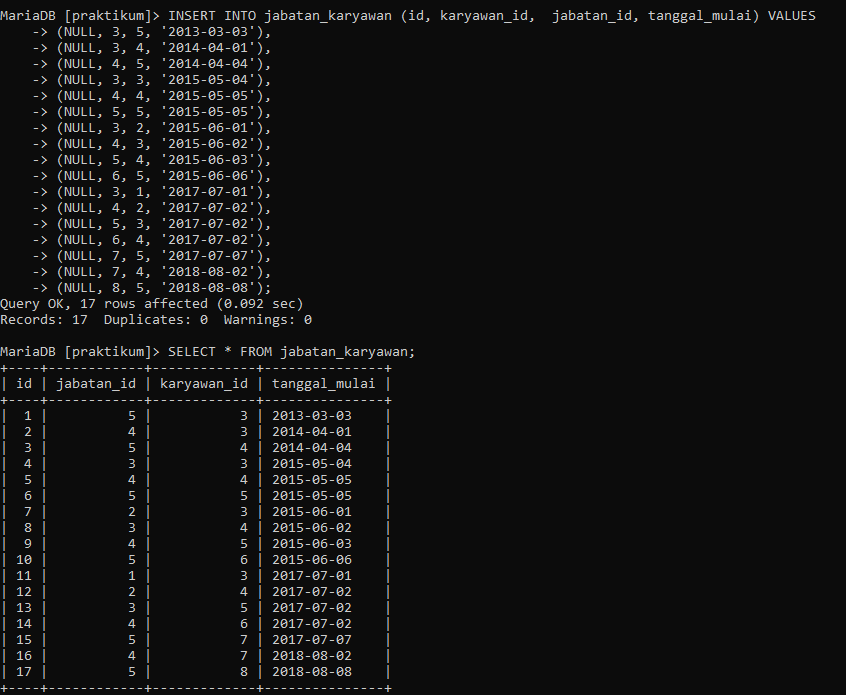 MariaDB [praktikum]> INSERT INTO jabatan_karyawan (id, karyawan_id,  jabatan_id, tanggal_mulai) VALUES
    -> (NULL, 3, 5, '2013-03-03'),
    -> (NULL, 3, 4, '2014-04-01'),
    -> (NULL, 4, 5, '2014-04-04'),
    -> (NULL, 3, 3, '2015-05-04'),
    -> (NULL, 4, 4, '2015-05-05'),
    -> (NULL, 5, 5, '2015-05-05'),
    -> (NULL, 3, 2, '2015-06-01'),
    -> (NULL, 4, 3, '2015-06-02'),
    -> (NULL, 5, 4, '2015-06-03'),
    -> (NULL, 6, 5, '2015-06-06'),
    -> (NULL, 3, 1, '2017-07-01'),
    -> (NULL, 4, 2, '2017-07-02'),
    -> (NULL, 5, 3, '2017-07-02'),
    -> (NULL, 6, 4, '2017-07-02'),
    -> (NULL, 7, 5, '2017-07-07'),
    -> (NULL, 7, 4, '2018-08-02'),
    -> (NULL, 8, 5, '2018-08-08');
Query OK, 17 rows affected (0.092 sec)
Records: 17  Duplicates: 0  Warnings: 0

MariaDB [praktikum]> SELECT * FROM jabatan_karyawan;
+----+------------+-------------+---------------+
| id | jabatan_id | karyawan_id | tanggal_mulai |
+----+------------+-------------+---------------+
|  1 |          5 |           3 | 2013-03-03    |
|  2 |          4 |           3 | 2014-04-01    |
|  3 |          5 |           4 | 2014-04-04    |
|  4 |          3 |           3 | 2015-05-04    |
|  5 |          4 |           4 | 2015-05-05    |
|  6 |          5 |           5 | 2015-05-05    |
|  7 |          2 |           3 | 2015-06-01    |
|  8 |          3 |           4 | 2015-06-02    |
|  9 |          4 |           5 | 2015-06-03    |
| 10 |          5 |           6 | 2015-06-06    |
| 11 |          1 |           3 | 2017-07-01    |
| 12 |          2 |           4 | 2017-07-02    |
| 13 |          3 |           5 | 2017-07-02    |
| 14 |          4 |           6 | 2017-07-02    |
| 15 |          5 |           7 | 2017-07-07    |
| 16 |          4 |           7 | 2018-08-02    |
| 17 |          5 |           8 | 2018-08-08    |
+----+------------+-------------+---------------+